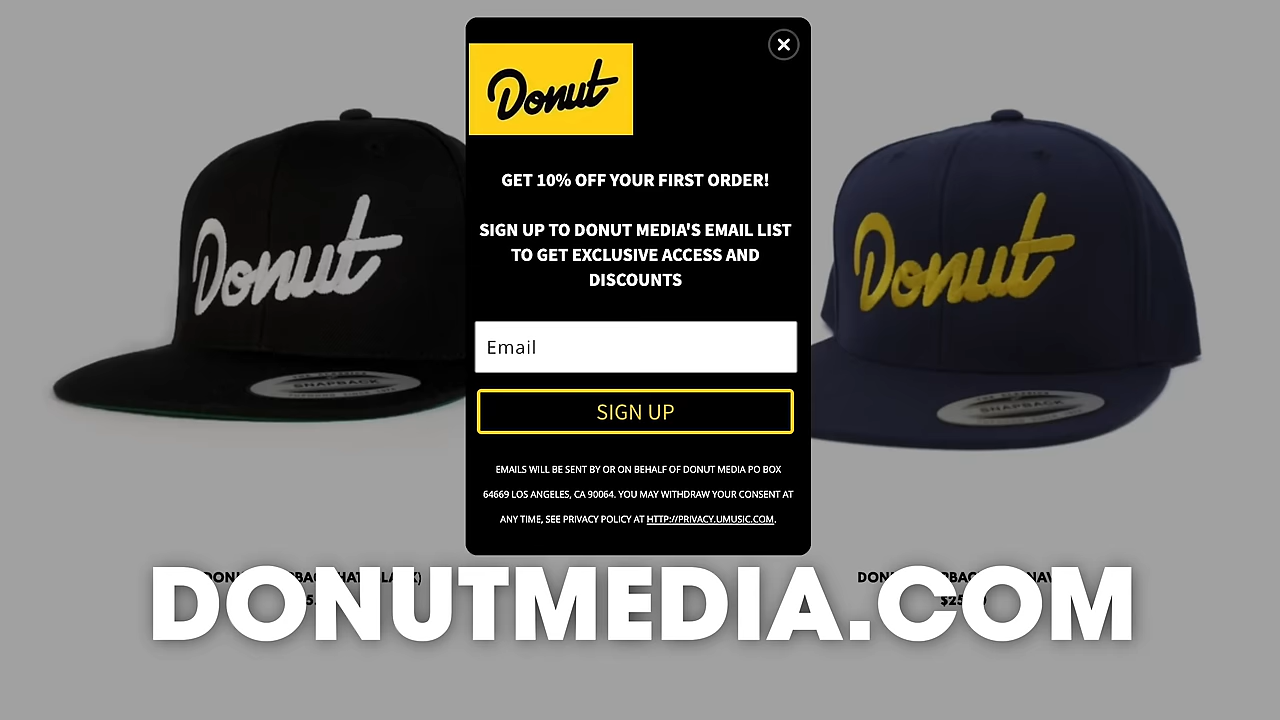 Donut
GET 10% OFF YOUR FIRST ORDER!
SIGN UP TO DONUT MEDIA'S EMAIL LIST
TO GET EXCLUSIVE ACCESS AND
DISCOUNTS
Email
SIGN UP
EMAILS WILL BE SENT BY OR ON BEHALF OF DONUT MEDIA PO BOX
64669 LOS ANGELES, CA 90064. YOU MAY WITHDRAW YOUR CONSENT AT
ANY TIME, SEE PRIVACY POLICY AT HTTP://PRIVACY.UMUSIC.COM.
Donut
SNAPBACK
Donut
SNAPBACK
DONUTMEDIA.COM